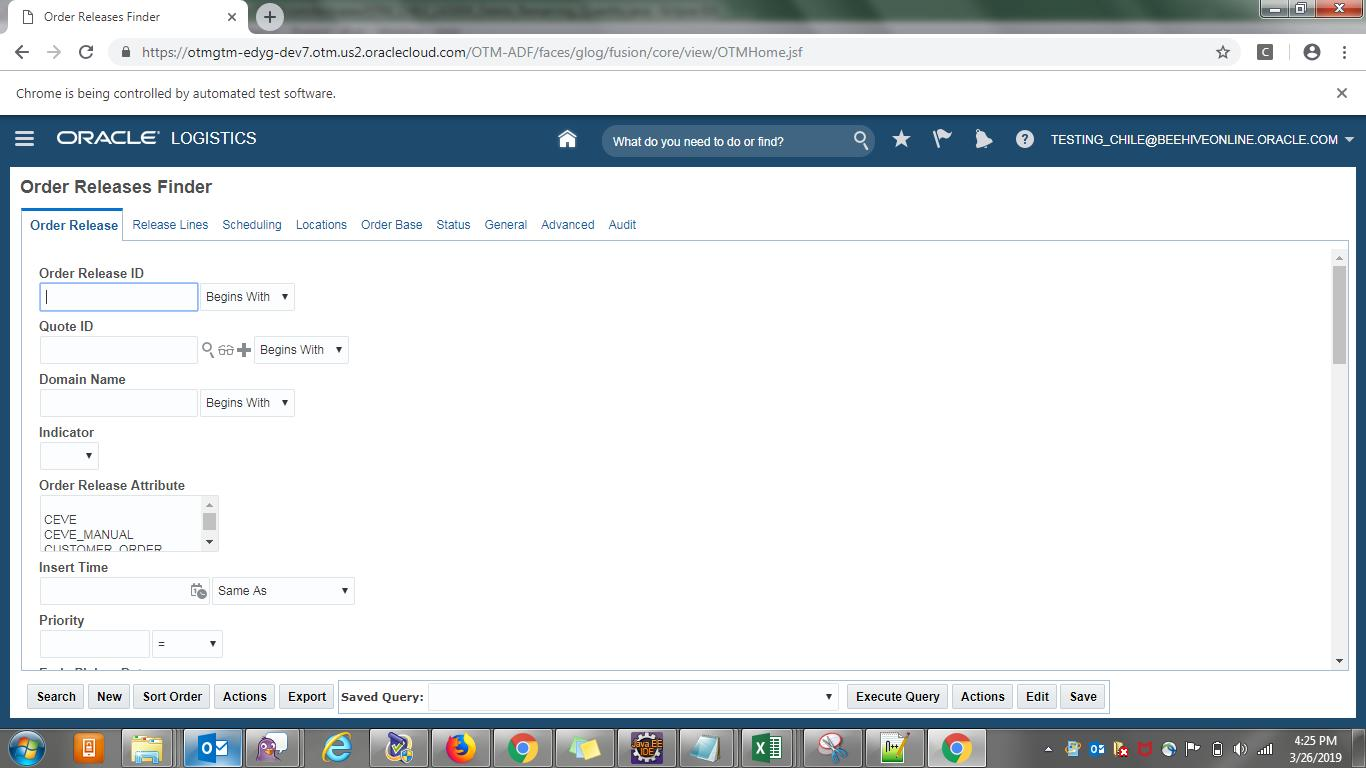 Order Releases Finder
https://otmgtm-edyg-dev7.otm.us2.oraclecloud.com/OTM-ADF/faces/glog/fusion/core/view/OTMHome.jsf
C
Chrome is being controlled by automated test software.
ORACLE LOGISTICS
What do you need to do or find?
?
TESTING_CHILE@BEEHIVEONLINE.ORACLE.COM
Order Releases Finder
Order Release Release Lines Scheduling Locations Order Base Status General Advanced Audit
Order Release ID
Begins With
Quote ID
Begins With
Domain Name
Begins With
Indicator
Order Release Attribute
CEVE
CEVE_MANUAL
CUSTOMER_ORDER
Insert Time
Same As
Priority
=
Search New Sort Order Actions Export Saved Query: Execute Query Actions Edit Save
Java EE
IDE
4:25 PM
3/26/2019